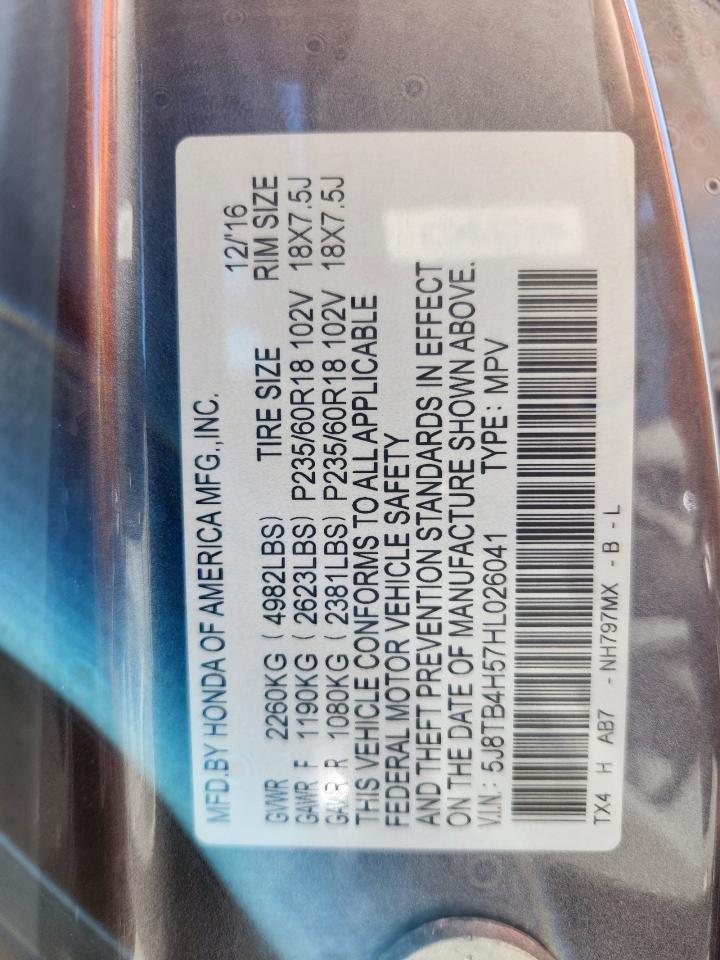 MFD.BY HONDA OF AMERICA MFG.,INC. 12/'16
GVWR 2260KG ( 4982LBS) TIRE SIZE RIM SIZE
GAWR F 1190KG ( 2623LBS) P235/60R18 102V 18X7.5J
GAWR R 1080KG ( 2381LBS) P235/60R18 102V 18X7.5J
THIS VEHICLE CONFORMS TO ALL APPLICABLE
FEDERAL MOTOR VEHICLE SAFETY
AND THEFT PREVENTION STANDARDS IN EFFECT
ON THE DATE OF MANUFACTURE SHOWN ABOVE.
V.I.N.: 5J8TB4H57HL026041 TYPE: MPV
TX4 H AB7 - NH797MX - B - L